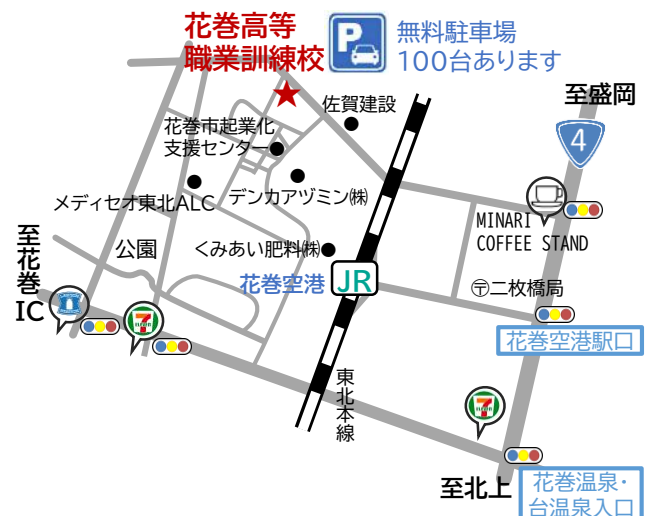 花巻高等
職業訓練校
P
無料駐車場
100台あります
至盛岡
4
佐賀建設
花巻市起業化
支援センター
メディセオ東北ALC
デンカアヅミン㈱
MINARI
COFFEE STAND
至花巻
IC
公園
くみあい肥料㈱
花巻空港
JR
〒二枚橋局
花巻空港駅口
東北本線
至北上
花巻温泉・
台温泉入口